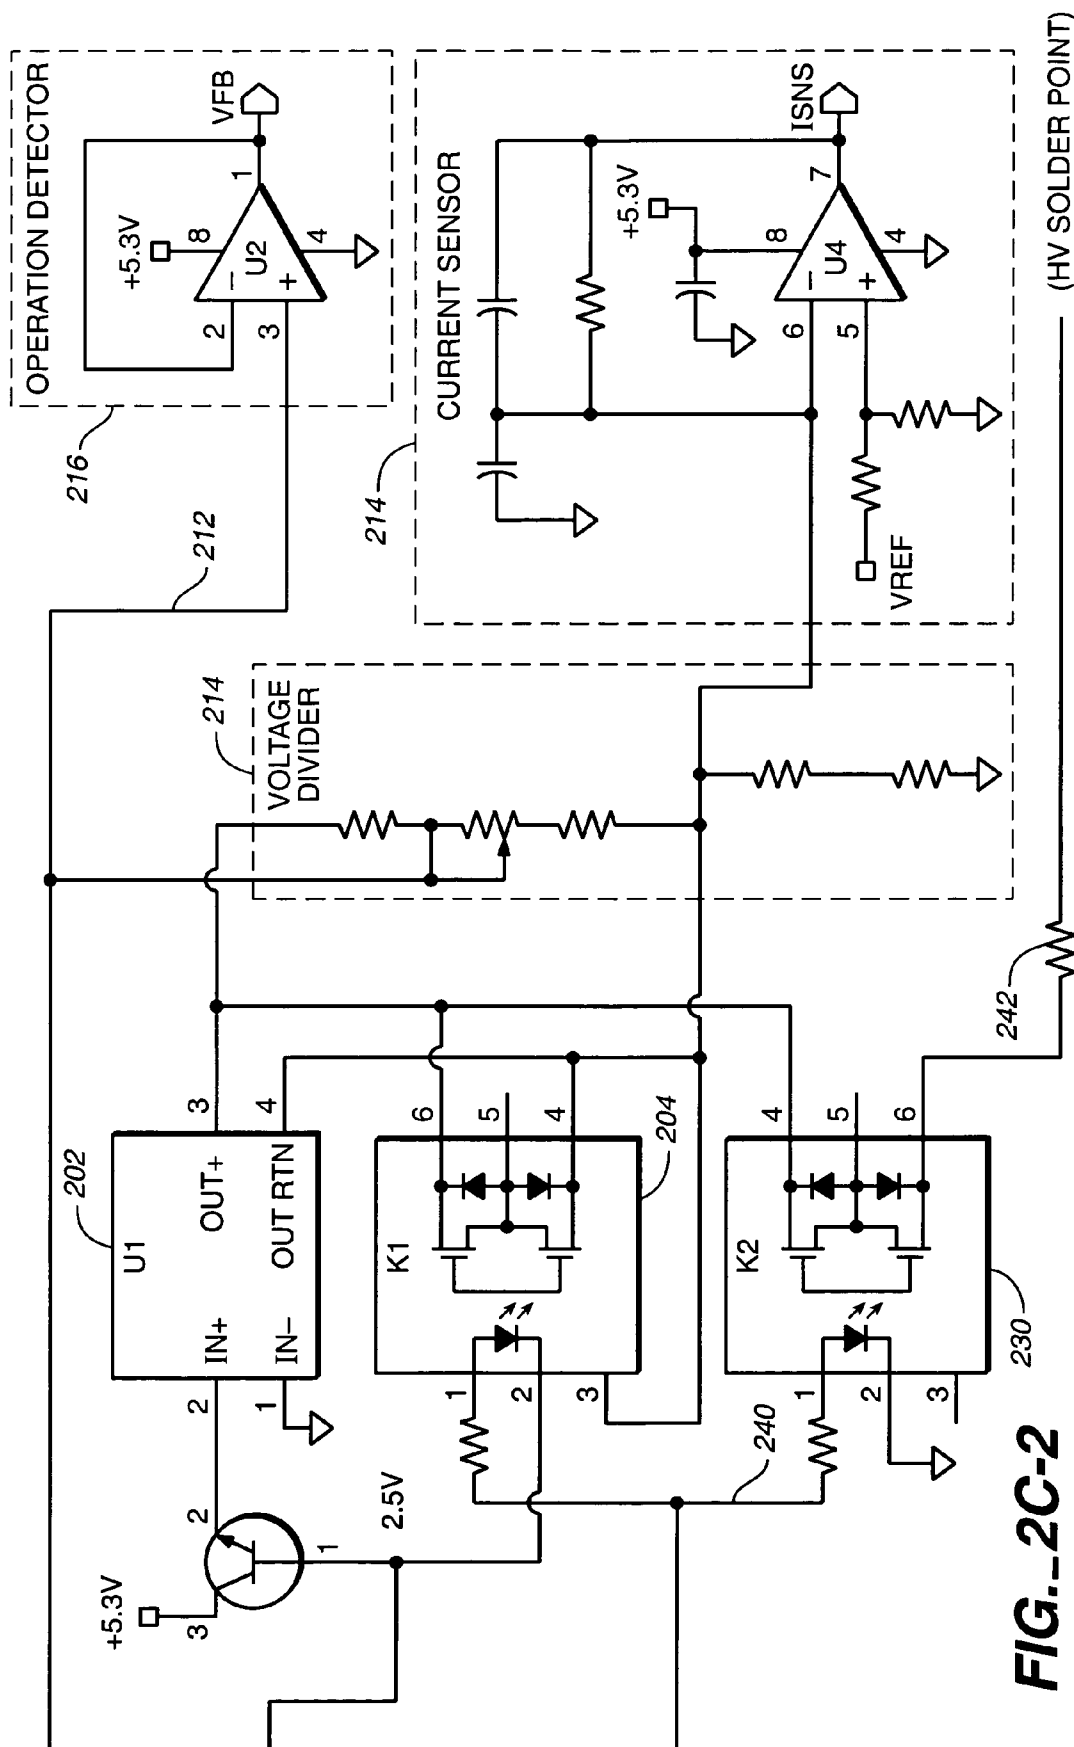 OPERATION DETECTOR
+5.3V
VFB
8
2
3
U2
−
+
1
4
216
212
CURRENT SENSOR
+5.3V
ISNS
8
6
5
U4
−
+
7
4
214
VREF
(HV SOLDER POINT)
214
VOLTAGE
DIVIDER
202
U1
IN+
IN−
OUT+
OUT RTN
3
4
2
1
+5.3V
3
2
1
2.5V
K1
1
2
3
6
5
4
204
K2
1
2
3
4
5
6
230
240
242
FIG._2C-2